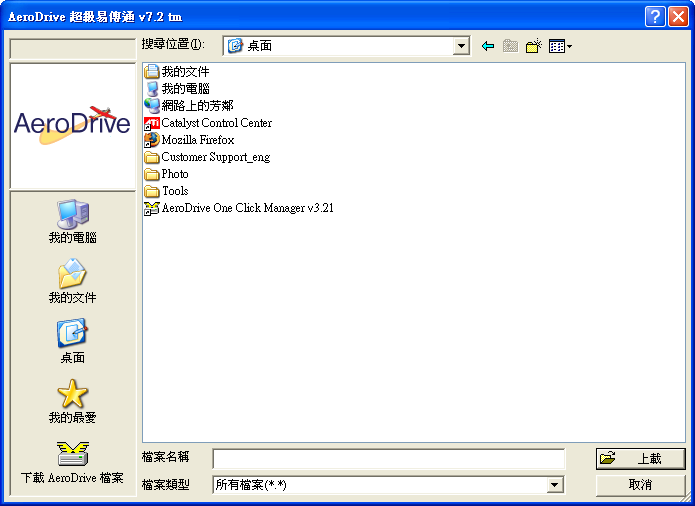 AeroDrive 超級易傳通 v7.2 tm
搜尋位置(I):
桌面
AeroDrive
我的文件
我的電腦
網路上的芳鄰
Catalyst Control Center
Mozilla Firefox
Customer Support_eng
Photo
Tools
AeroDrive One Click Manager v3.21
我的電腦
我的文件
桌面
我的最愛
下載 AeroDrive 檔案
檔案名稱
上載
檔案類型
所有檔案(*.*)
取消